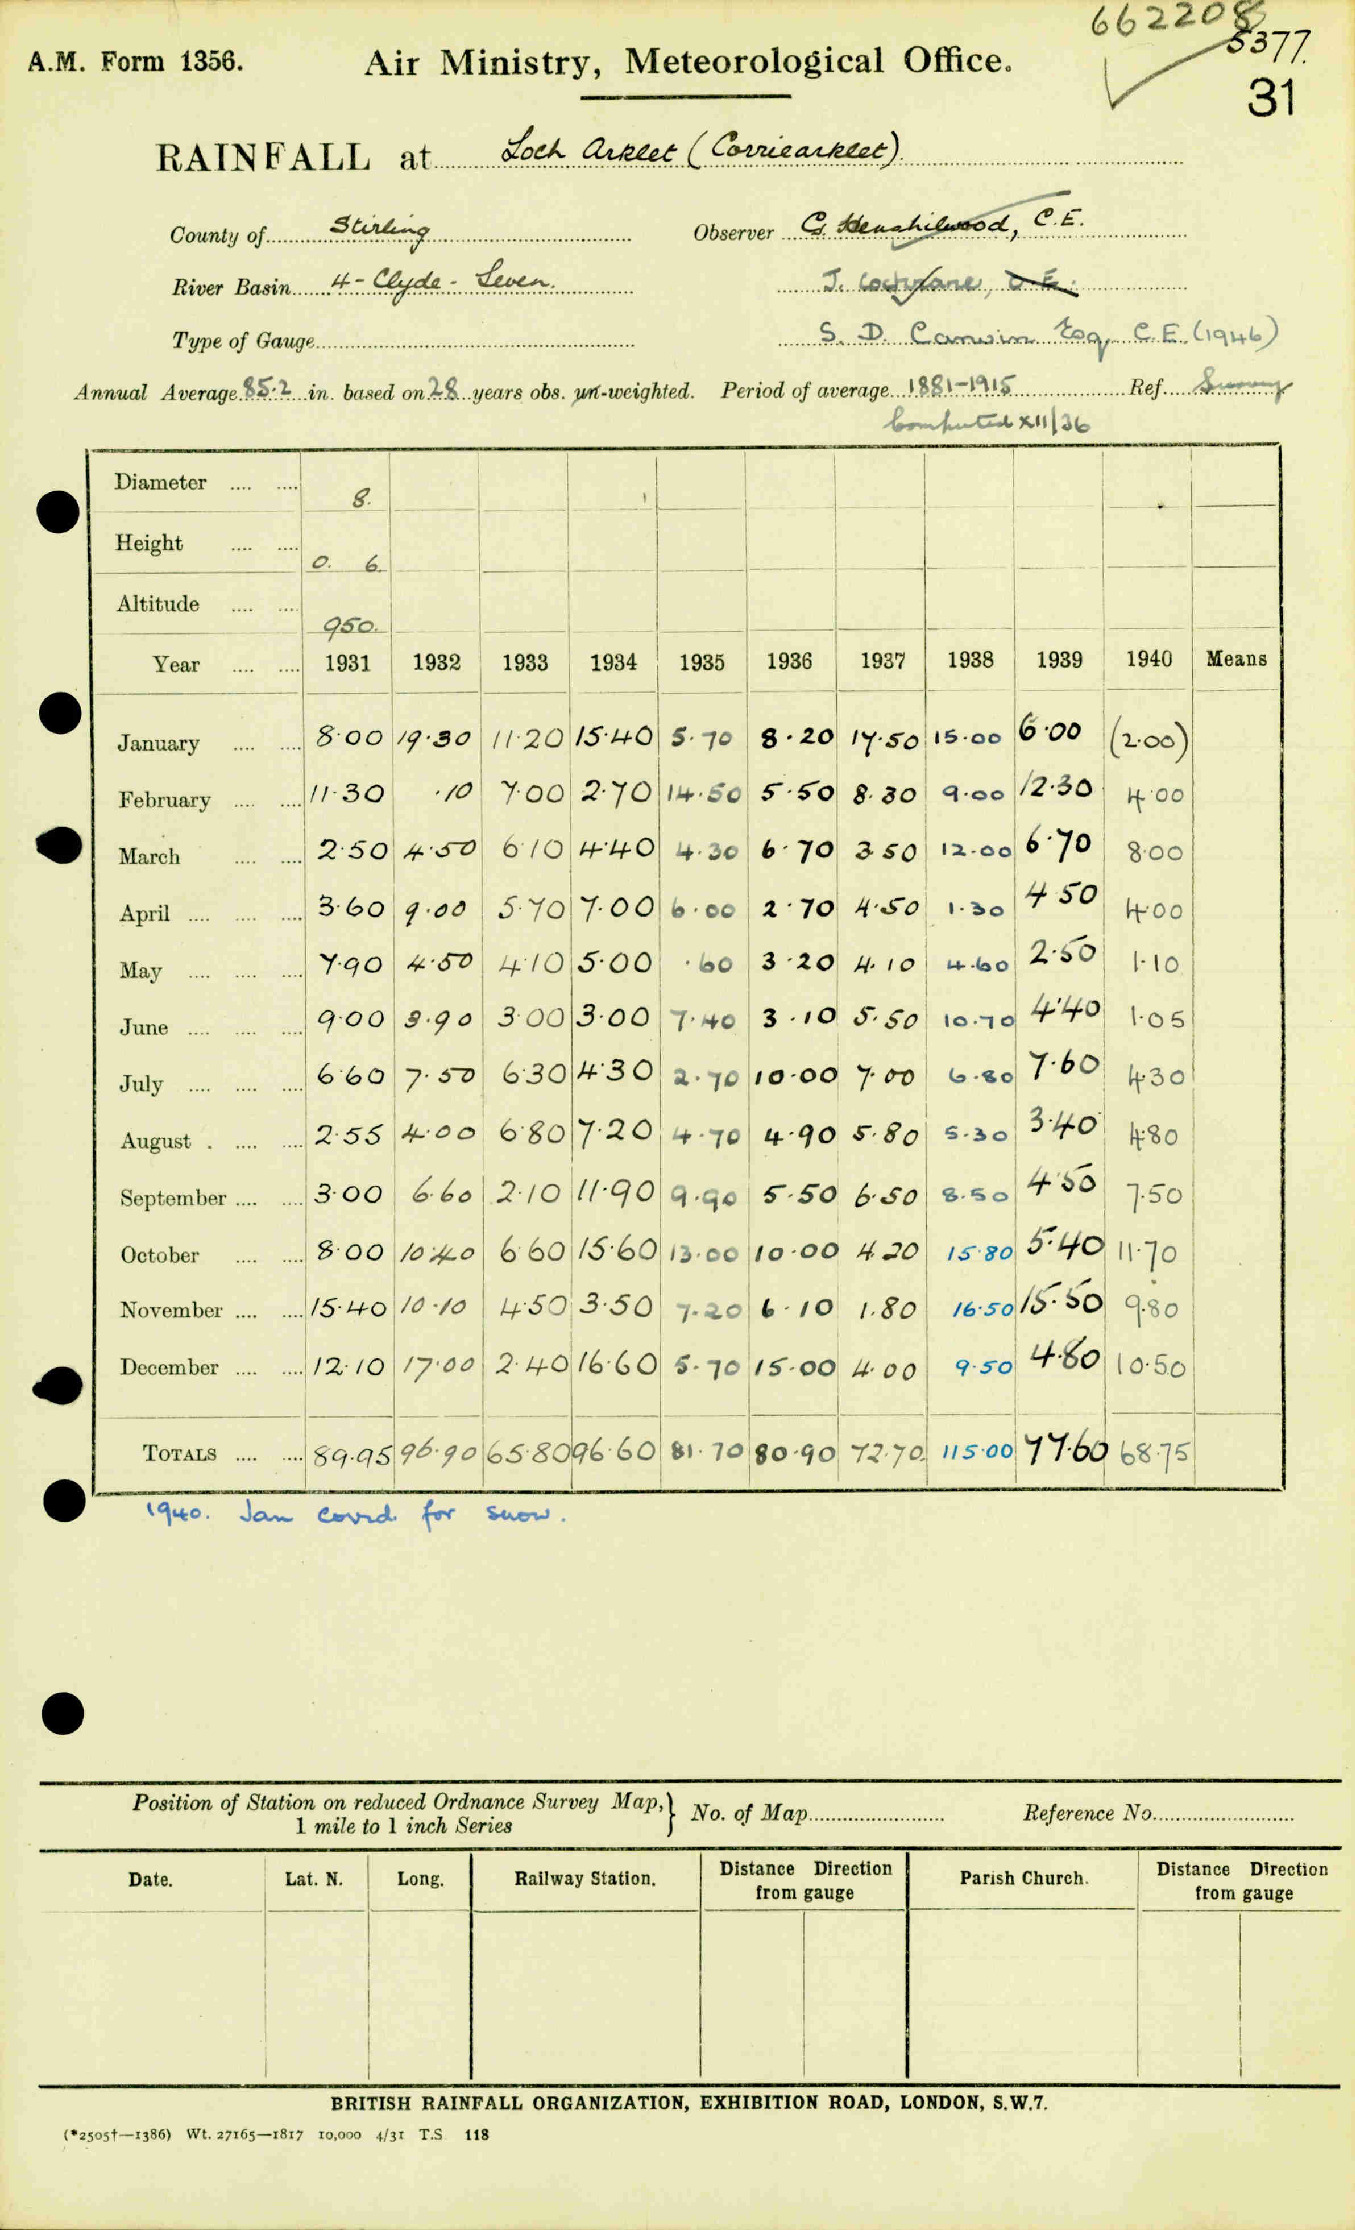 662208
5377.
A.M. Form 1356.
Air Ministry, Meteorological Office.
31
RAINFALL at Loch Arklet (Corriearklet).
County of Stirling
Observer G. Henshilwood, C.E.
River Basin 4 - Clyde - Leven.
J. Cochrane, C.E.
Type of Gauge
S. D. Canvin Esq. C.E. (1946)
Annual Average 85.2 in. based on 28 years obs. un-weighted. Period of average 1881-1915 Ref. Survey
Computed XII/36
Diameter 8.
Height 0. 6.
Altitude 950.
Year 1931 1932 1933 1934 1935 1936 1937 1938 1939 1940 Means
January 8.00 19.30 11.20 15.40 5.70 8.20 17.50 15.00 6.00 (2.00)
February 11.30 .10 7.00 2.70 14.50 5.50 8.30 9.00 12.30 4.00
March 2.50 4.50 6.10 4.40 4.30 6.70 3.50 12.00 6.70 8.00
April 3.60 9.00 5.70 7.00 6.00 2.70 4.50 1.30 4.50 4.00
May 7.90 4.50 4.10 5.00 .60 3.20 4.10 4.60 2.50 1.10
June 9.00 3.90 3.00 3.00 7.40 3.10 5.50 10.70 4.40 1.05
July 6.60 7.50 6.30 4.30 2.70 10.00 7.00 6.80 7.60 4.30
August 2.55 4.00 6.80 7.20 4.70 4.90 5.80 5.30 3.40 4.80
September 3.00 6.60 2.10 11.90 9.90 5.50 6.50 8.50 4.50 7.50
October 8.00 10.40 6.60 15.60 13.00 10.00 4.20 15.80 5.40 11.70
November 15.40 10.10 4.50 3.50 7.20 6.10 1.80 16.50 15.50 9.80
December 12.10 17.00 2.40 16.60 5.70 15.00 4.00 9.50 4.80 10.50
TOTALS 89.95 96.90 65.80 96.60 81.70 80.90 72.70 115.00 77.60 68.75
1940. Jan covrd. for snow.
Position of Station on reduced Ordnance Survey Map, } No. of Map Reference No.
1 mile to 1 inch Series
Date. Lat. N. Long. Railway Station. Distance Direction from gauge Parish Church. Distance Direction from gauge
BRITISH RAINFALL ORGANIZATION, EXHIBITION ROAD, LONDON, S.W.7.
(*2505†—1386) Wt. 27165—1817 10,000 4/31 T.S. 118